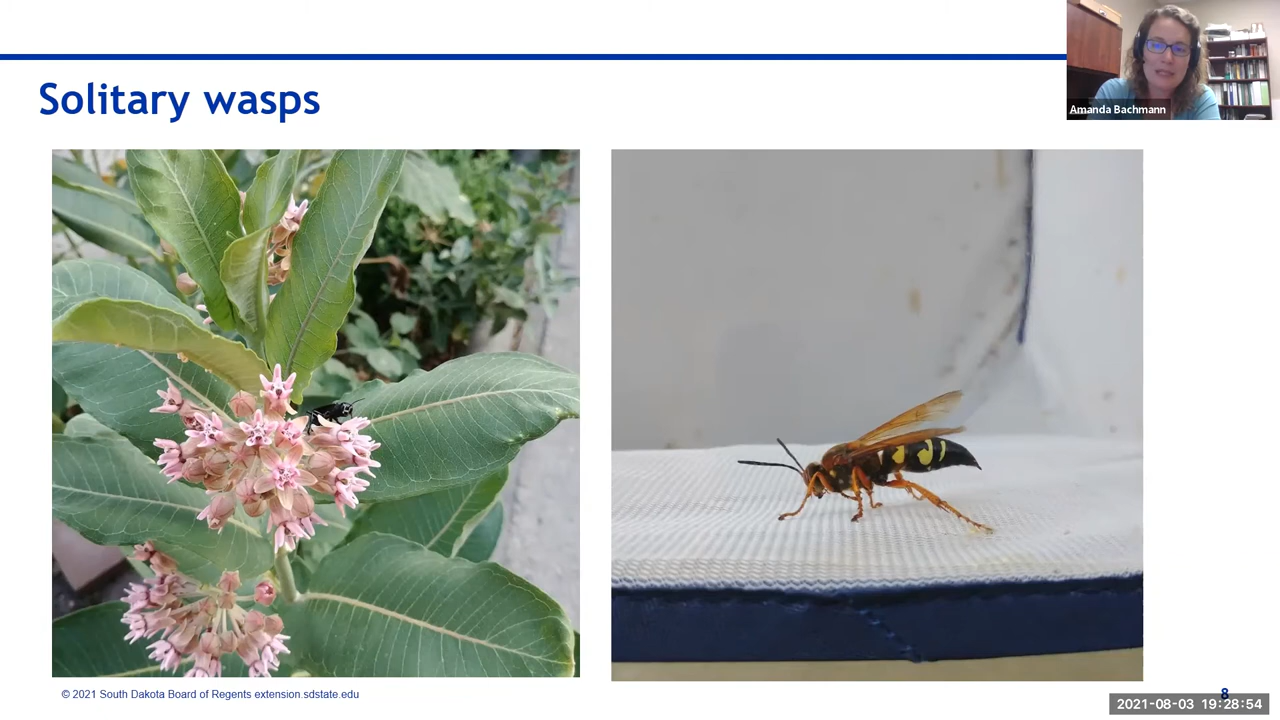 Amanda Bachmann
Solitary wasps
© 2021 South Dakota Board of Regents extension.sdstate.edu
8
2021-08-03 19:28:54